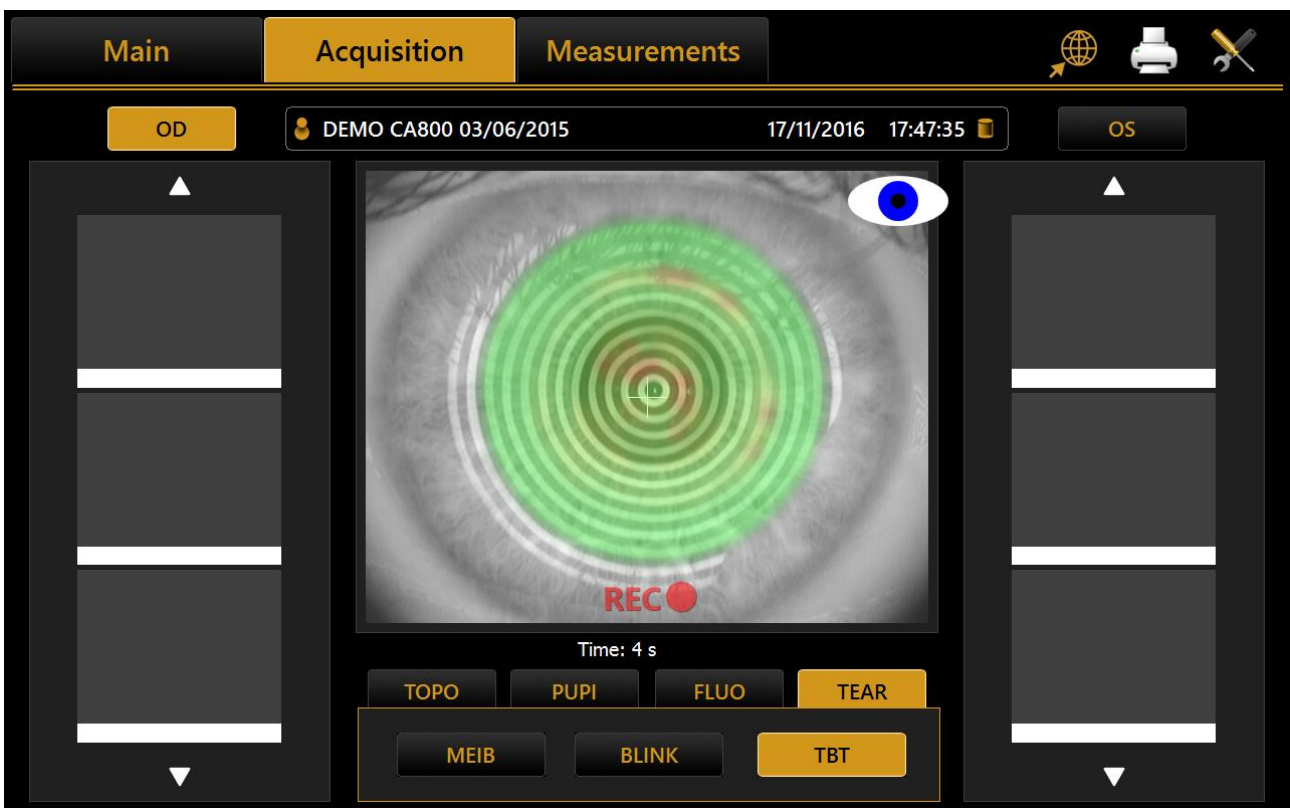 Main Acquisition Measurements
OD DEMO CA800 03/06/2015 17/11/2016 17:47:35 OS
REC
Time: 4 s
TOPO PUPI FLUO TEAR
MEIB BLINK TBT